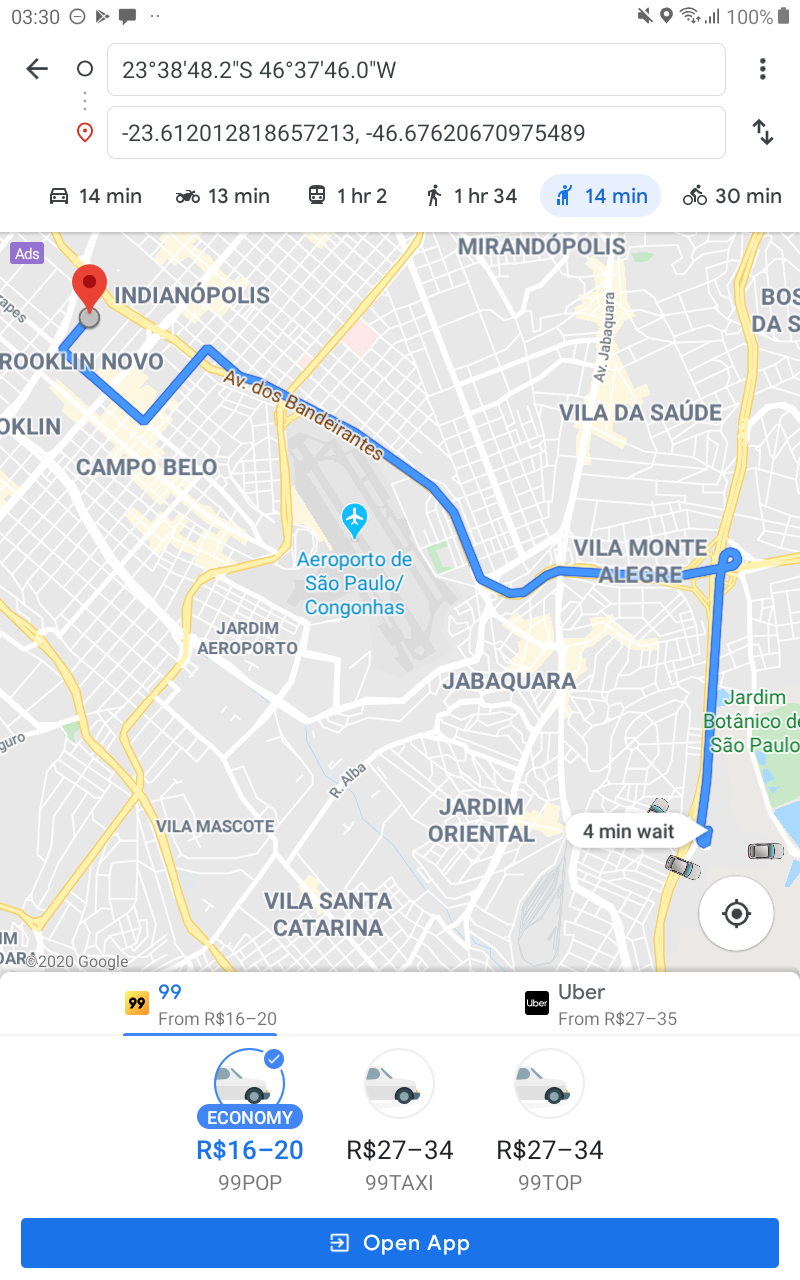 03:30
100%
23°38'48.2"S 46°37'46.0"W
-23.612012818657213, -46.67620670975489
14 min
13 min
1 hr 2
1 hr 34
14 min
30 min
Ads
MIRANDÓPOLIS
INDIANÓPOLIS
BOS
DA S
rapes
Av. Jabaquara
ROOKLIN NOVO
Av. dos Bandeirantes
OKLIN
VILA DA SAÚDE
CAMPO BELO
Aeroporto de
São Paulo/
Congonhas
VILA MONTE
ALEGRE
JARDIM
AEROPORTO
JABAQUARA
Jardim
Botânico de
São Paulo
guro
R. Alba
VILA MASCOTE
JARDIM
ORIENTAL
4 min wait
VILA SANTA
CATARINA
IM
DAR
©2020 Google
99
99
From R$16–20
Uber
Uber
From R$27–35
ECONOMY
R$16–20
R$27–34
R$27–34
99POP
99TAXI
99TOP
Open App